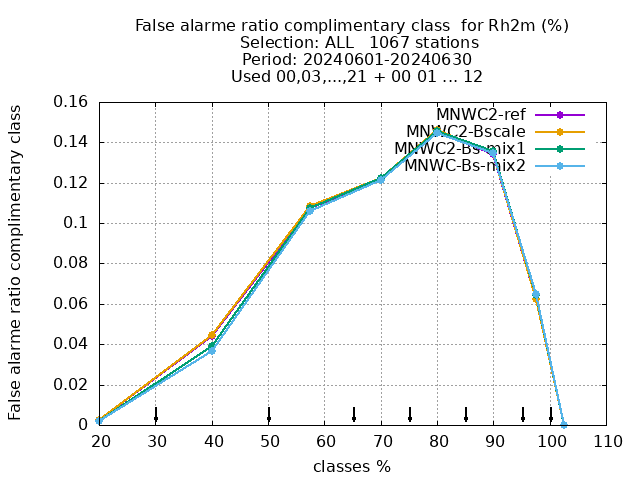 False alarme ratio complimentary class  for Rh2m (%)
Selection: ALL   1067 stations
Period: 20240601-20240630
Used 00,03,...,21 + 00 01 ... 12
False alarme ratio complimentary class
0.16
0.14
0.12
0.1
0.08
0.06
0.04
0.02
0
MNWC2-ref
MNWC2-Bscale
MNWC2-Bs-mix1
MNWC-Bs-mix2
20 30 40 50 60 70 80 90 100 110
classes %